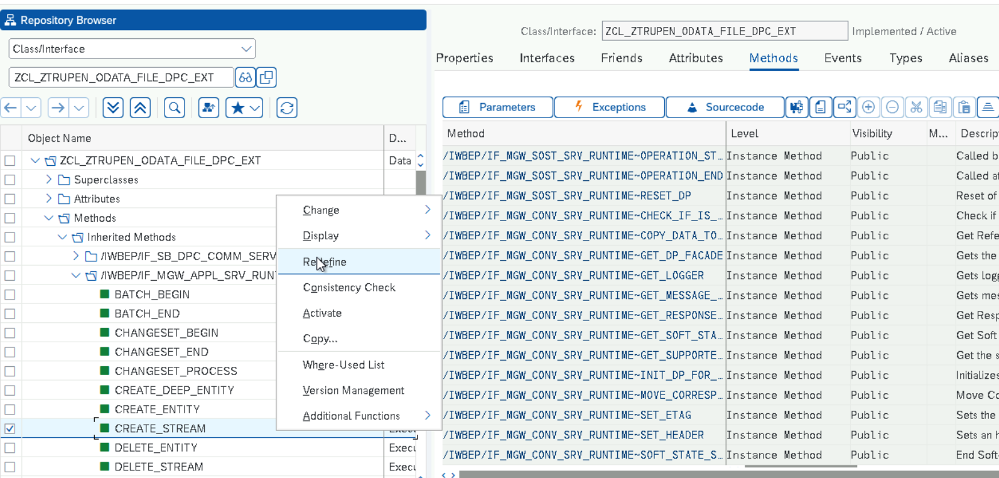 Repository Browser
Class/Interface
ZCL_ZTRUPEN_ODATA_FILE_DPC_EXT
Object Name D...
ZCL_ZTRUPEN_ODATA_FILE_DPC_EXT Data
Superclasses
Attributes
Methods
Inherited Methods
/IWBEP/IF_SB_DPC_COMM_SERV
/IWBEP/IF_MGW_APPL_SRV_RUN
BATCH_BEGIN
BATCH_END
CHANGESET_BEGIN
CHANGESET_END
CHANGESET_PROCESS
CREATE_DEEP_ENTITY
CREATE_ENTITY
CREATE_STREAM
DELETE_ENTITY Execu
DELETE_STREAM Execu
Change
Display
Redefine
Consistency Check
Activate
Copy...
Where-Used List
Version Management
Additional Functions
Class/Interface: ZCL_ZTRUPEN_ODATA_FILE_DPC_EXT Implemented / Active
Properties Interfaces Friends Attributes Methods Events Types Aliases
Parameters Exceptions Sourcecode
Method Level Visibility M... Descrip
/IWBEP/IF_MGW_SOST_SRV_RUNTIME~OPERATION_ST… Instance Method Public Called b
/IWBEP/IF_MGW_SOST_SRV_RUNTIME~OPERATION_END Instance Method Public Called af
/IWBEP/IF_MGW_SOST_SRV_RUNTIME~RESET_DP Instance Method Public Reset of
/IWBEP/IF_MGW_CONV_SRV_RUNTIME~CHECK_IF_IS_… Instance Method Public Check if
/IWBEP/IF_MGW_CONV_SRV_RUNTIME~COPY_DATA_TO… Instance Method Public Get Refe
/IWBEP/IF_MGW_CONV_SRV_RUNTIME~GET_DP_FACADE Instance Method Public Gets the
/IWBEP/IF_MGW_CONV_SRV_RUNTIME~GET_LOGGER Instance Method Public Gets logg
/IWBEP/IF_MGW_CONV_SRV_RUNTIME~GET_MESSAGE_… Instance Method Public Gets mes
/IWBEP/IF_MGW_CONV_SRV_RUNTIME~GET_RESPONSE… Instance Method Public Get Resp
/IWBEP/IF_MGW_CONV_SRV_RUNTIME~GET_SOFT_STA… Instance Method Public Get Soft
/IWBEP/IF_MGW_CONV_SRV_RUNTIME~GET_SUPPORTE… Instance Method Public Get the s
/IWBEP/IF_MGW_CONV_SRV_RUNTIME~INIT_DP_FOR_… Instance Method Public Initializes
/IWBEP/IF_MGW_CONV_SRV_RUNTIME~MOVE_CORRESP… Instance Method Public Move Co
/IWBEP/IF_MGW_CONV_SRV_RUNTIME~SET_ETAG Instance Method Public Sets the
/IWBEP/IF_MGW_CONV_SRV_RUNTIME~SET_HEADER Instance Method Public Sets an h
/IWBEP/IF_MGW_CONV_SRV_RUNTIME~SOFT_STATE_S… Instance Method Public End Soft